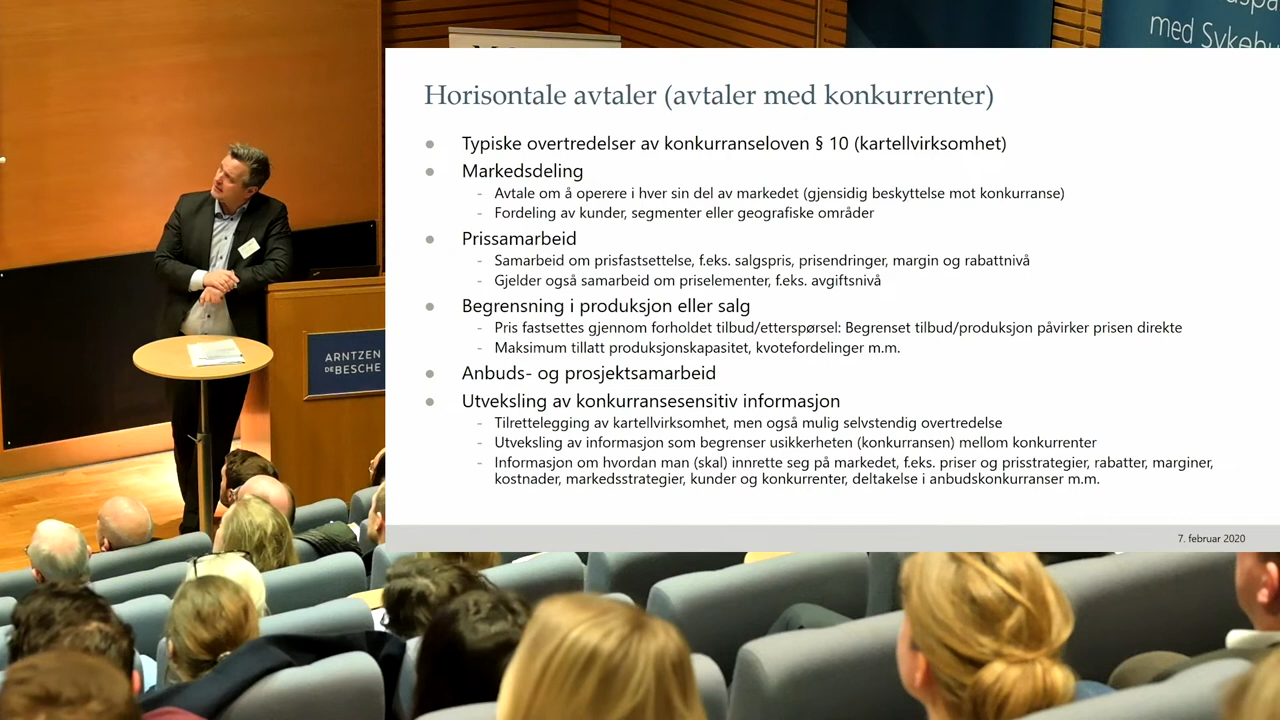 med Sykehu
Horisontale avtaler (avtaler med konkurrenter)
Typiske overtredelser av konkurranseloven § 10 (kartellvirksomhet)
Markedsdeling
- Avtale om å operere i hver sin del av markedet (gjensidig beskyttelse mot konkurranse)
- Fordeling av kunder, segmenter eller geografiske områder
Prissamarbeid
- Samarbeid om prisfastsettelse, f.eks. salgspris, prisendringer, margin og rabattnivå
- Gjelder også samarbeid om priselementer, f.eks. avgiftsnivå
Begrensning i produksjon eller salg
- Pris fastsettes gjennom forholdet tilbud/etterspørsel: Begrenset tilbud/produksjon påvirker prisen direkte
- Maksimum tillatt produksjonskapasitet, kvotefordelinger m.m.
Anbuds- og prosjektsamarbeid
Utveksling av konkurransesensitiv informasjon
- Tilrettelegging av kartellvirksomhet, men også mulig selvstendig overtredelse
- Utveksling av informasjon som begrenser usikkerheten (konkurransen) mellom konkurrenter
- Informasjon om hvordan man (skal) innrette seg på markedet, f.eks. priser og prisstrategier, rabatter, marginer,
kostnader, markedsstrategier, kunder og konkurrenter, deltakelse i anbudskonkurranser m.m.
7. februar 2020
ARNTZEN
DE BESCHE